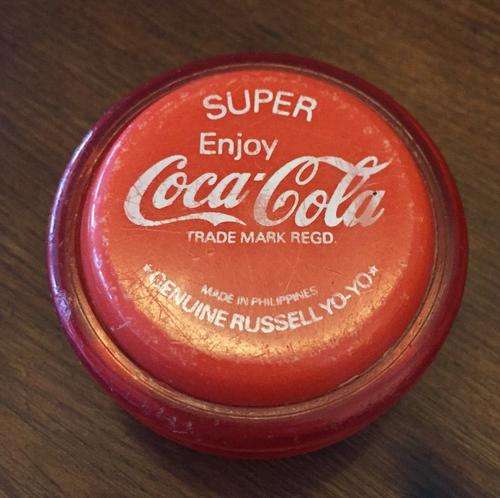 SUPER
Enjoy
Coca-Cola
TRADE MARK REGD.
MADE IN PHILIPPINES
★GENUINE RUSSELL YO-YO★